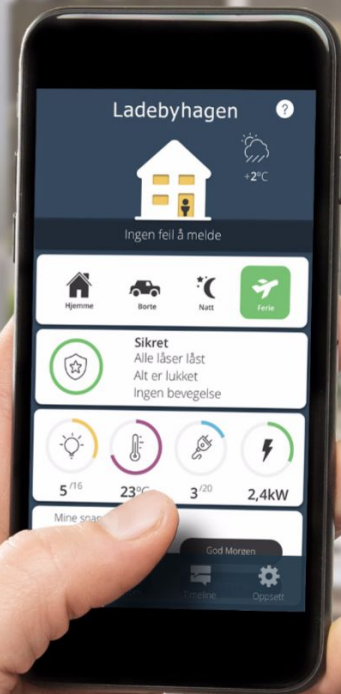 Ladebyhagen ?
+2°C
Ingen feil å melde
Hjemme Borte Natt Ferie
Sikret
Alle låser låst
Alt er lukket
Ingen bevegelse
5/16 23°C 3/20 2,4kW
Mine
God Morgen
Timeline Oppsett